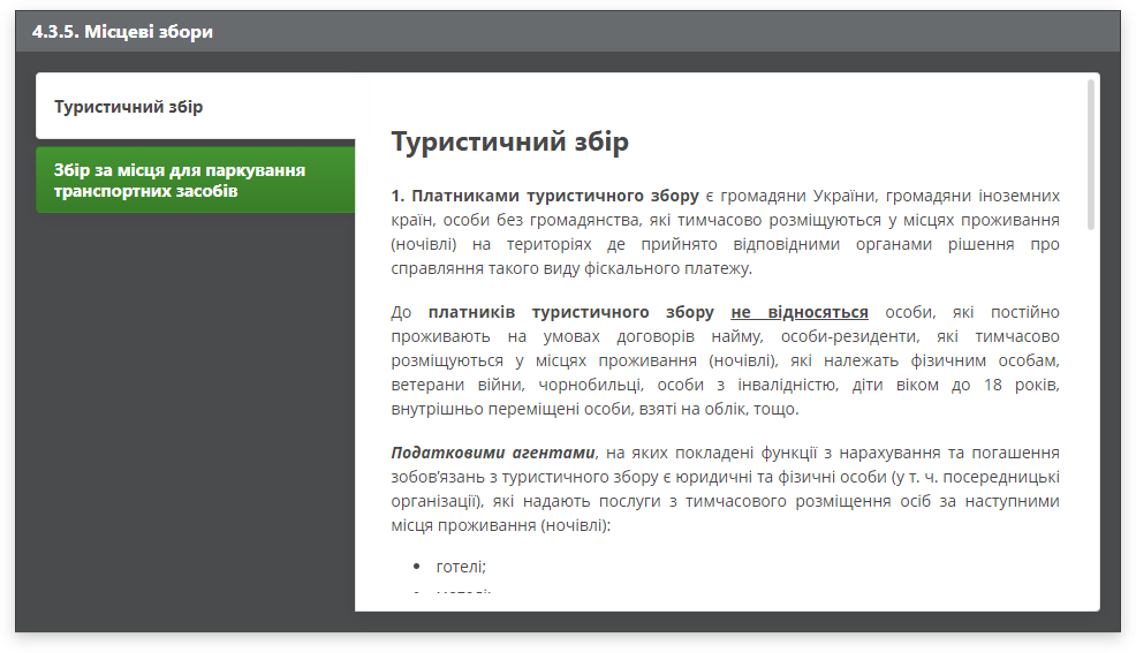 4.3.5. Місцеві збори
Туристичний збір
Збір за місця для паркування
транспортних засобів
Туристичний збір
1. Платниками туристичного збору є громадяни України, громадяни іноземних
країн, особи без громадянства, які тимчасово розміщуються у місцях проживання
(ночівлі) на територіях де прийнято відповідними органами рішення про
справляння такого виду фіскального платежу.
До платників туристичного збору не відносяться особи, які постійно
проживають на умовах договорів найму, особи-резиденти, які тимчасово
розміщуються у місцях проживання (ночівлі), які належать фізичним особам,
ветерани війни, чорнобильці, особи з інвалідністю, діти віком до 18 років,
внутрішньо переміщені особи, взяті на облік, тощо.
Податковими агентами, на яких покладені функції з нарахування та погашення
зобов’язань з туристичного збору є юридичні та фізичні особи (у т. ч. посередницькі
організації), які надають послуги з тимчасового розміщення осіб за наступними
місця проживання (ночівлі):
• готелі;